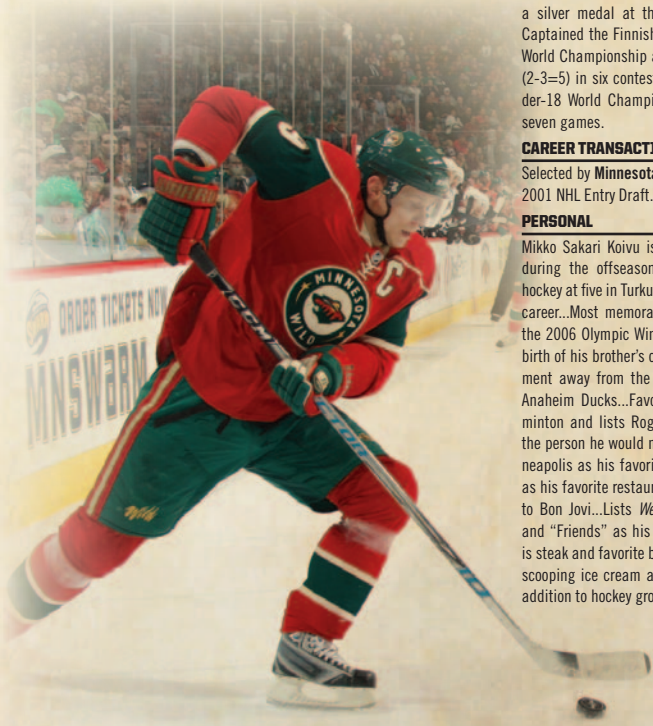 a silver medal at th
Captained the Finnish
World Championship a
(2-3=5) in six contes
der-18 World Champi
seven games.
CAREER TRANSACTI
Selected by Minnesota
2001 NHL Entry Draft.
PERSONAL
Mikko Sakari Koivu is
during the offseason
hockey at five in Turku
career...Most memora
the 2006 Olympic Win
birth of his brother's c
ment away from the
Anaheim Ducks...Favo
minton and lists Rog
the person he would m
neapolis as his favori
as his favorite restaur
to Bon Jovi...Lists We
and “Friends” as his
is steak and favorite b
scooping ice cream a
addition to hockey gro
ORDER TICKETS NOW
MNSWARM
C
MINNESOTA
WILD
CCM
Wild